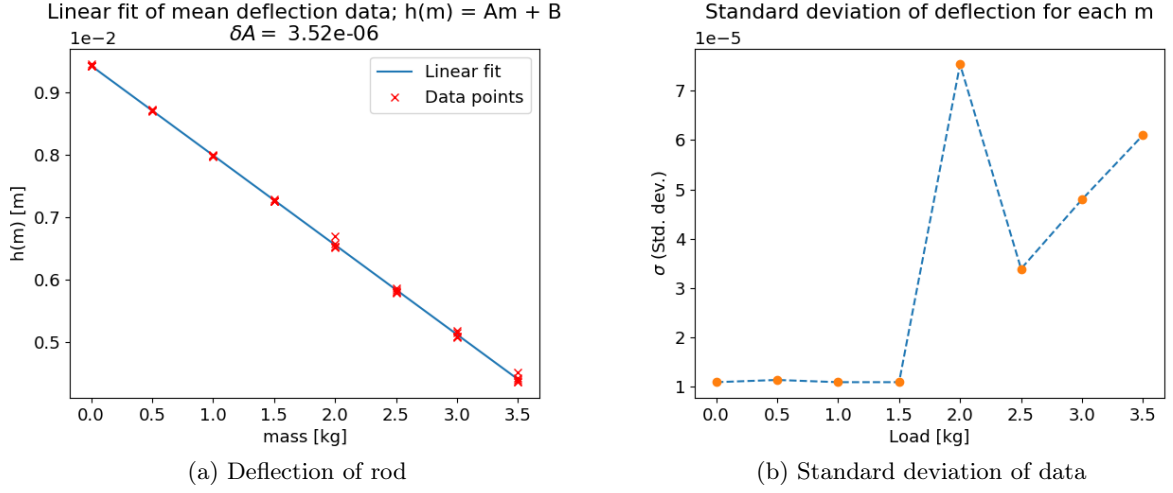 Linear fit of mean deflection data; h(m) = Am + B
δA = 3.52e-06
1e−2
0.9
0.8
0.7
0.6
0.5
h(m) [m]
Linear fit
Data points
0.0 0.5 1.0 1.5 2.0 2.5 3.0 3.5
mass [kg]
(a) Deflection of rod
Standard deviation of deflection for each m
1e−5
7
6
5
4
3
2
1
σ (Std. dev.)
0.0 0.5 1.0 1.5 2.0 2.5 3.0 3.5
Load [kg]
(b) Standard deviation of data